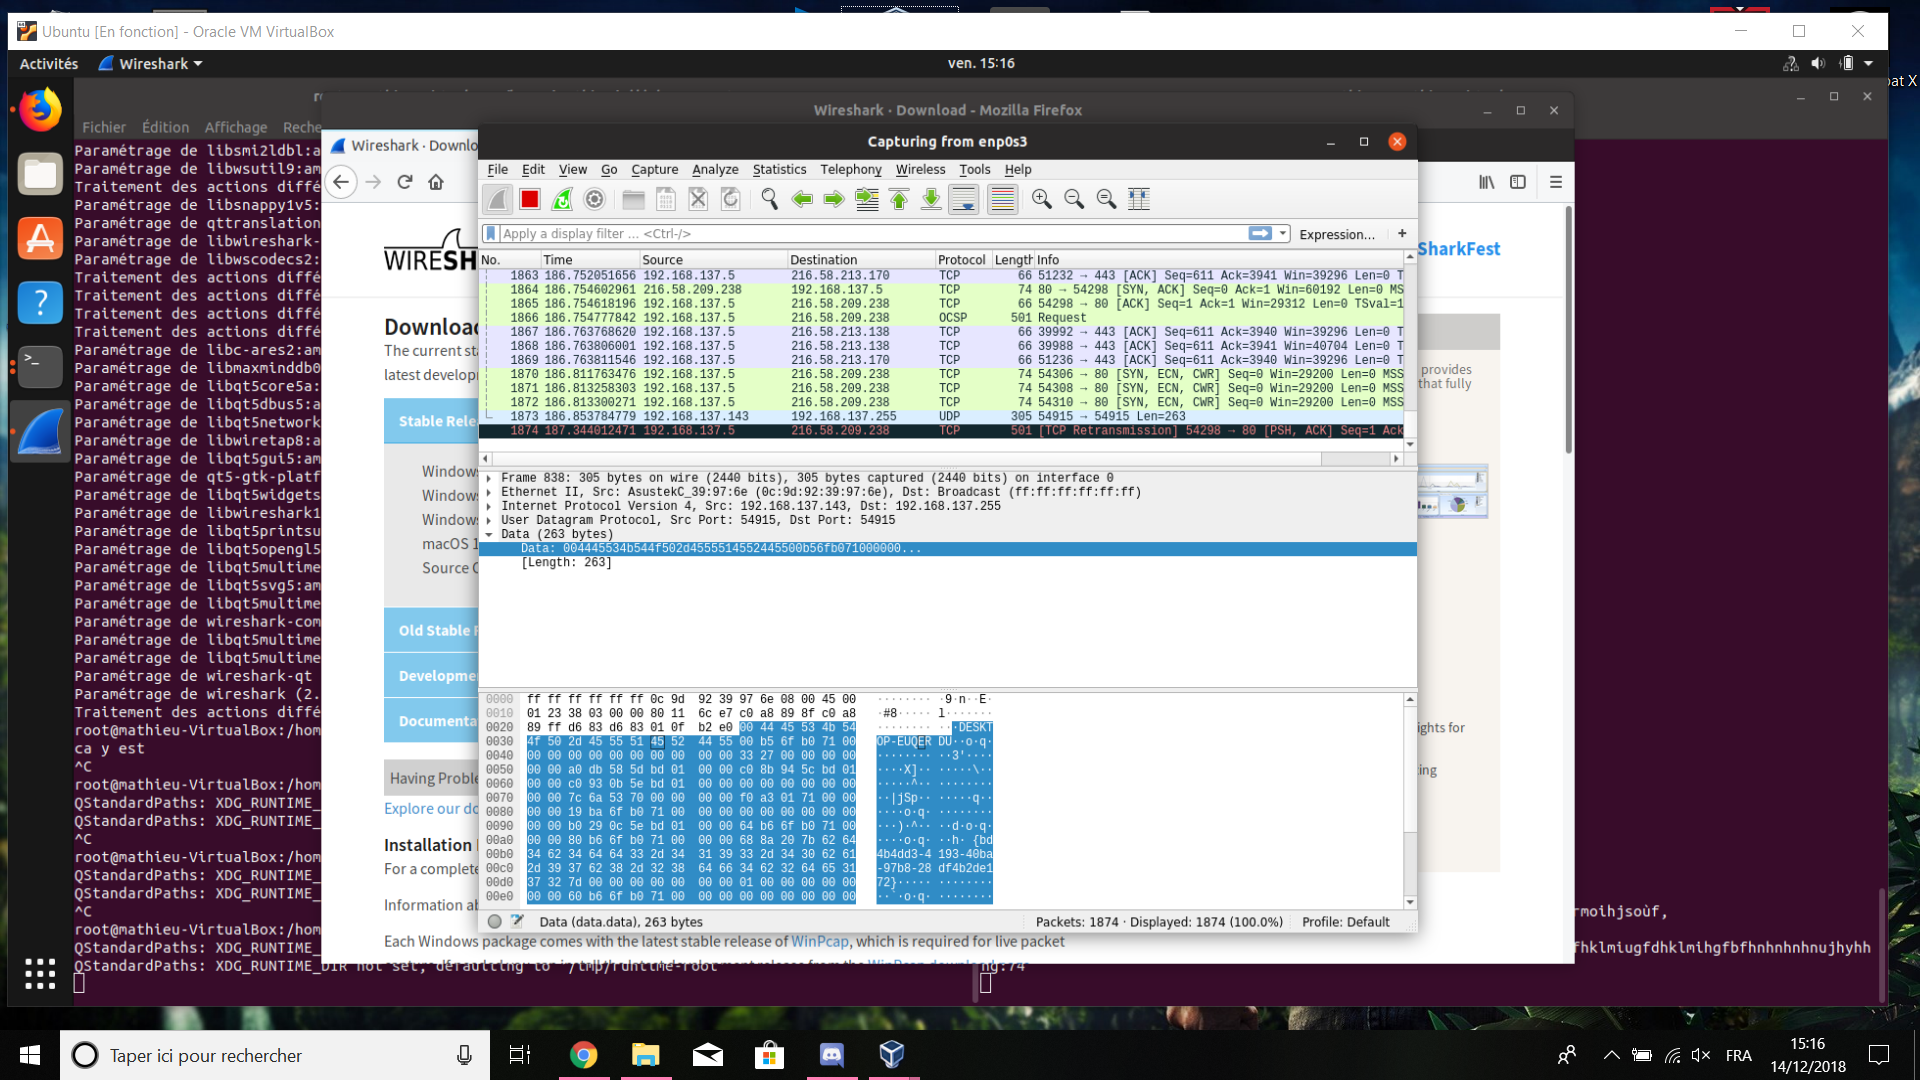 Ubuntu [En fonction] - Oracle VM VirtualBox
Activités
Wireshark
ven. 15:16
pat X
Fichier Édition Affichage Reche
Wireshark · Download - Mozilla Firefox
Wireshark · Downlo
Capturing from enp0s3
File Edit View Go Capture Analyze Statistics Telephony Wireless Tools Help
Apply a display filter ... <Ctrl-/>
Expression... +
No. Time Source Destination Protocol Length Info
1863 186.752051656 192.168.137.5 216.58.213.170 TCP 66 51232 → 443 [ACK] Seq=611 Ack=3941 Win=39296 Len=0 T
1864 186.754602961 216.58.209.238 192.168.137.5 TCP 74 80 → 54298 [SYN, ACK] Seq=0 Ack=1 Win=60192 Len=0 MS
1865 186.754618196 192.168.137.5 216.58.209.238 TCP 66 54298 → 80 [ACK] Seq=1 Ack=1 Win=29312 Len=0 TSval=1
1866 186.754777842 192.168.137.5 216.58.209.238 OCSP 501 Request
1867 186.763768620 192.168.137.5 216.58.213.138 TCP 66 39992 → 443 [ACK] Seq=611 Ack=3940 Win=39296 Len=0 T
1868 186.763806001 192.168.137.5 216.58.213.138 TCP 66 39988 → 443 [ACK] Seq=611 Ack=3941 Win=40704 Len=0 T
1869 186.763811546 192.168.137.5 216.58.213.170 TCP 66 51236 → 443 [ACK] Seq=611 Ack=3940 Win=39296 Len=0 T
1870 186.811763476 192.168.137.5 216.58.209.238 TCP 74 54306 → 80 [SYN, ECN, CWR] Seq=0 Win=29200 Len=0 MSS
1871 186.813258303 192.168.137.5 216.58.209.238 TCP 74 54308 → 80 [SYN, ECN, CWR] Seq=0 Win=29200 Len=0 MSS
1872 186.813300271 192.168.137.5 216.58.209.238 TCP 74 54310 → 80 [SYN, ECN, CWR] Seq=0 Win=29200 Len=0 MSS
1873 186.853784779 192.168.137.143 192.168.137.255 UDP 305 54915 → 54915 Len=263
1874 187.344012471 192.168.137.5 216.58.209.238 TCP 501 [TCP Retransmission] 54298 → 80 [PSH, ACK] Seq=1 Ack
Frame 838: 305 bytes on wire (2440 bits), 305 bytes captured (2440 bits) on interface 0
Ethernet II, Src: AsustekC_39:97:6e (0c:9d:92:39:97:6e), Dst: Broadcast (ff:ff:ff:ff:ff:ff)
Internet Protocol Version 4, Src: 192.168.137.143, Dst: 192.168.137.255
User Datagram Protocol, Src Port: 54915, Dst Port: 54915
Data (263 bytes)
Data: 004445534b544f502d4555514552445500b56fb071000000...
[Length: 263]
0000 ff ff ff ff ff ff 0c 9d 92 39 97 6e 08 00 45 00 ········ ·9·n··E·
0010 01 23 38 03 00 00 80 11 6c e7 c0 a8 89 8f c0 a8 ·#8····· l·······
0020 89 ff d6 83 d6 83 01 0f b2 e0 00 44 45 53 4b 54 ········ ···DESKT
0030 4f 50 2d 45 55 51 45 52 44 55 00 b5 6f b0 71 00 OP-EUQER DU··o·q·
0040 00 00 00 00 00 00 00 00 00 00 33 27 00 00 00 00 ········ ··3'····
0050 00 00 a0 db 58 5d bd 01 00 00 c0 8b 94 5c bd 01 ····X]·· ·····\··
0060 00 00 c0 93 0b 5e bd 01 00 00 00 00 00 00 00 00 ·····^·· ········
0070 00 00 7c 6a 53 70 00 00 00 00 f0 a3 01 71 00 00 ··|jSp·· ·····q··
0080 00 00 19 ba 6f b0 71 00 00 00 00 00 00 00 00 00 ····o·q· ········
0090 00 00 b0 29 0c 5e bd 01 00 00 64 b6 6f b0 71 00 ···)·^·· ··d·o·q·
00a0 00 00 80 b6 6f b0 71 00 00 00 68 8a 20 7b 62 64 ····o·q· ··h· {bd
00b0 34 62 34 64 64 33 2d 34 31 39 33 2d 34 30 62 61 4b4dd3-4 193-40ba
00c0 2d 39 37 62 38 2d 32 38 64 66 34 62 32 64 65 31 -97b8-28 df4b2de1
00d0 37 32 7d 00 00 00 00 00 00 00 01 00 00 00 00 00 72}····· ········
00e0 00 00 60 b6 6f b0 71 00 00 00 00 00 00 00 00 00 ··`·o·q· ········
Data (data.data), 263 bytes
Packets: 1874 · Displayed: 1874 (100.0%)
Profile: Default
Paramétrage de libsmi2ldbl:a
Paramétrage de libwsutil9:am
Traitement des actions diffé
Paramétrage de libsnappy1v5:
Paramétrage de qttranslation
Paramétrage de libwireshark-
Paramétrage de libwscodecs2:
Traitement des actions diffé
Traitement des actions diffé
Traitement des actions diffé
Traitement des actions diffé
Paramétrage de libc-ares2:am
Paramétrage de libmaxminddb0
Paramétrage de libqt5core5a:
Paramétrage de libqt5dbus5:a
Paramétrage de libqt5network
Paramétrage de libwiretap8:a
Paramétrage de libqt5gui5:am
Paramétrage de qt5-gtk-platf
Paramétrage de libqt5widgets
Paramétrage de libwireshark1
Paramétrage de libqt5printsu
Paramétrage de libqt5opengl5
Paramétrage de libqt5multime
Paramétrage de libqt5svg5:am
Paramétrage de libqt5multime
Paramétrage de wireshark-com
Paramétrage de libqt5multime
Paramétrage de libqt5multime
Paramétrage de wireshark-qt
Paramétrage de wireshark (2.
Traitement des actions diffé
root@mathieu-VirtualBox:/hom
ca y est
^C
root@mathieu-VirtualBox:/hom
QStandardPaths: XDG_RUNTIME_
QStandardPaths: XDG_RUNTIME_
^C
root@mathieu-VirtualBox:/hom
QStandardPaths: XDG_RUNTIME_
QStandardPaths: XDG_RUNTIME_
^C
root@mathieu-VirtualBox:/hom
QStandardPaths: XDG_RUNTIME_
QStandardPaths: XDG_RUNTIME_DIR not set, defaulting to '/tmp/runtime-root'
WIRESH
SharkFest
Downloa
The current sta
latest develop
provides
that fully
Stable Rele
Window
Window
Window
macOS 1
Source C
Old Stable R
Developme
Documenta
ghts for
ing
Having Proble
Explore our do
Installation
For a complete
Information ab
Each Windows package comes with the latest stable release of WinPcap, which is required for live packet
rmoihjsoùf,
fhklmiugfdhklmihgfbfhnhnhnhnujhyhh
ng:74
Taper ici pour rechercher
FRA
15:16
14/12/2018